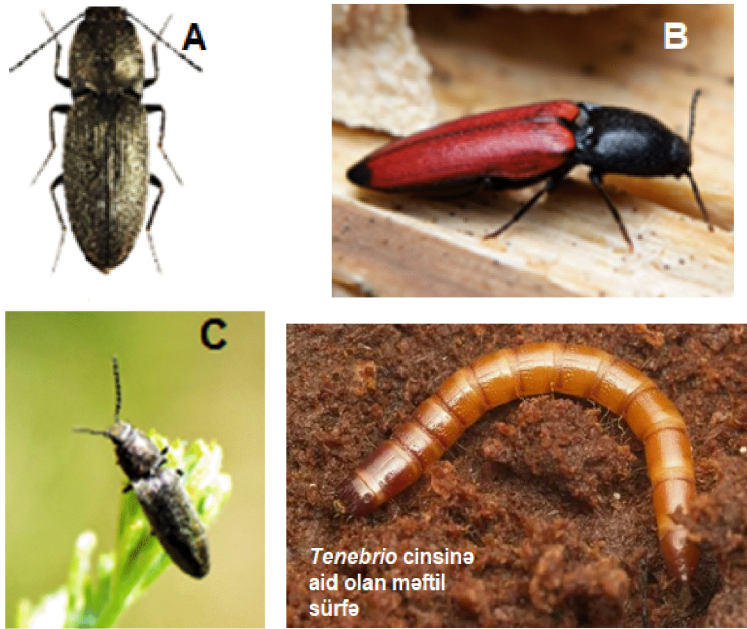 A
B
C
Tenebrio cinsinə
aid olan məftil
sürfə